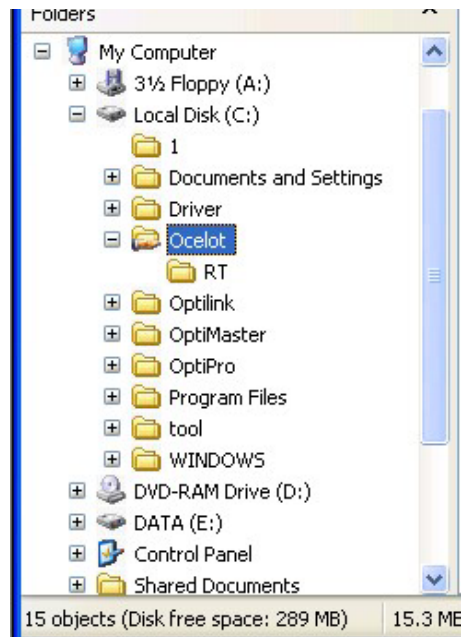 Folders
My Computer
3½ Floppy (A:)
Local Disk (C:)
1
Documents and Settings
Driver
Ocelot
RT
Optilink
OptiMaster
OptiPro
Program Files
tool
WINDOWS
DVD-RAM Drive (D:)
DATA (E:)
Control Panel
Shared Documents
15 objects (Disk free space: 289 MB) 15.3 MB